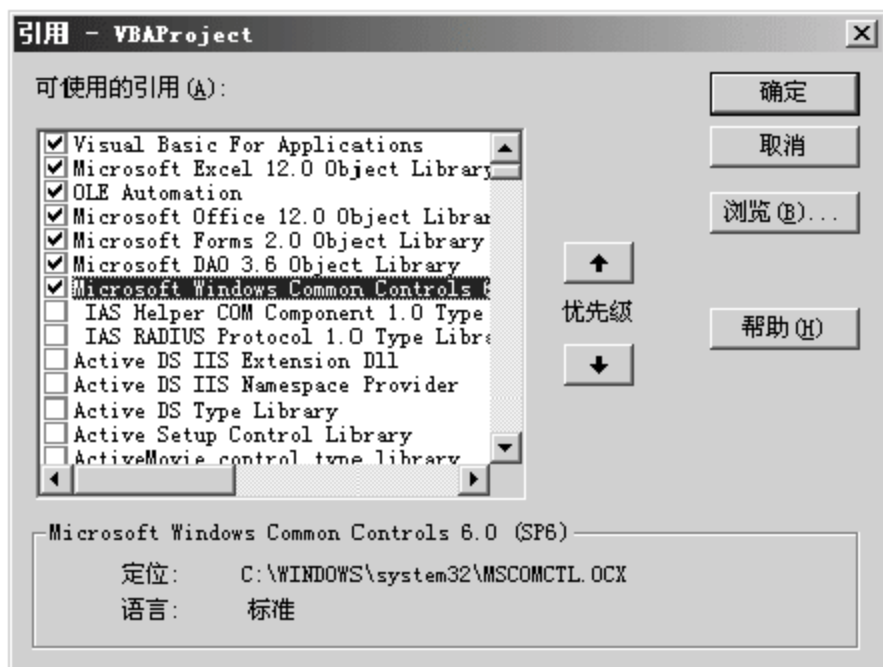 引用 - VBAProject
可使用的引用(A):
Visual Basic For Applications
Microsoft Excel 12.0 Object Library
OLE Automation
Microsoft Office 12.0 Object Librar
Microsoft Forms 2.0 Object Library
Microsoft DAO 3.6 Object Library
Microsoft Windows Common Controls 6
IAS Helper COM Component 1.0 Type
IAS RADIUS Protocol 1.0 Type Libra
Active DS IIS Extension Dll
Active DS IIS Namespace Provider
Active DS Type Library
Active Setup Control Library
ActiveMovie control type library
确定
取消
浏览(B)...
优先级
帮助(H)
Microsoft Windows Common Controls 6.0 (SP6)
定位: C:\WINDOWS\system32\MSCOMCTL.OCX
语言: 标准